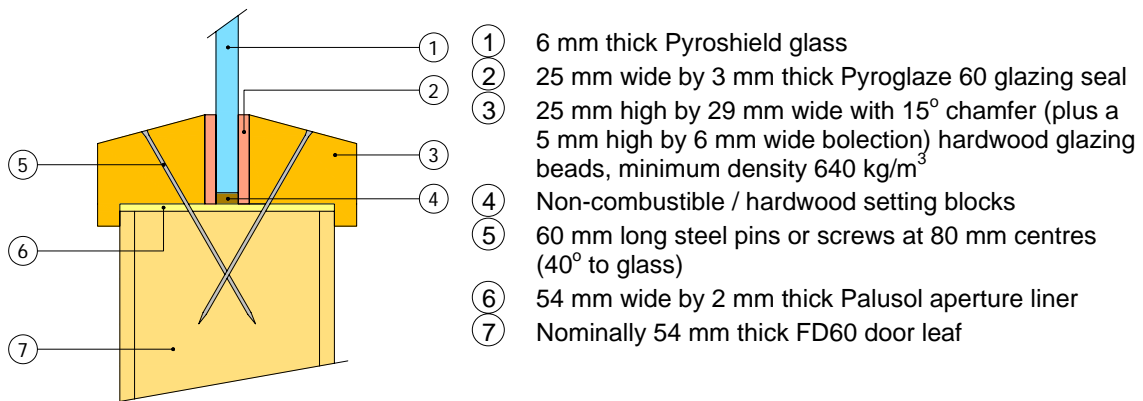 1 6 mm thick Pyroshield glass
2 25 mm wide by 3 mm thick Pyroglaze 60 glazing seal
3 25 mm high by 29 mm wide with 15° chamfer (plus a
5 mm high by 6 mm wide bolection) hardwood glazing
beads, minimum density 640 kg/m³
4 Non-combustible / hardwood setting blocks
5 60 mm long steel pins or screws at 80 mm centres
(40° to glass)
6 54 mm wide by 2 mm thick Palusol aperture liner
7 Nominally 54 mm thick FD60 door leaf
1
2
3
5
4
6
7